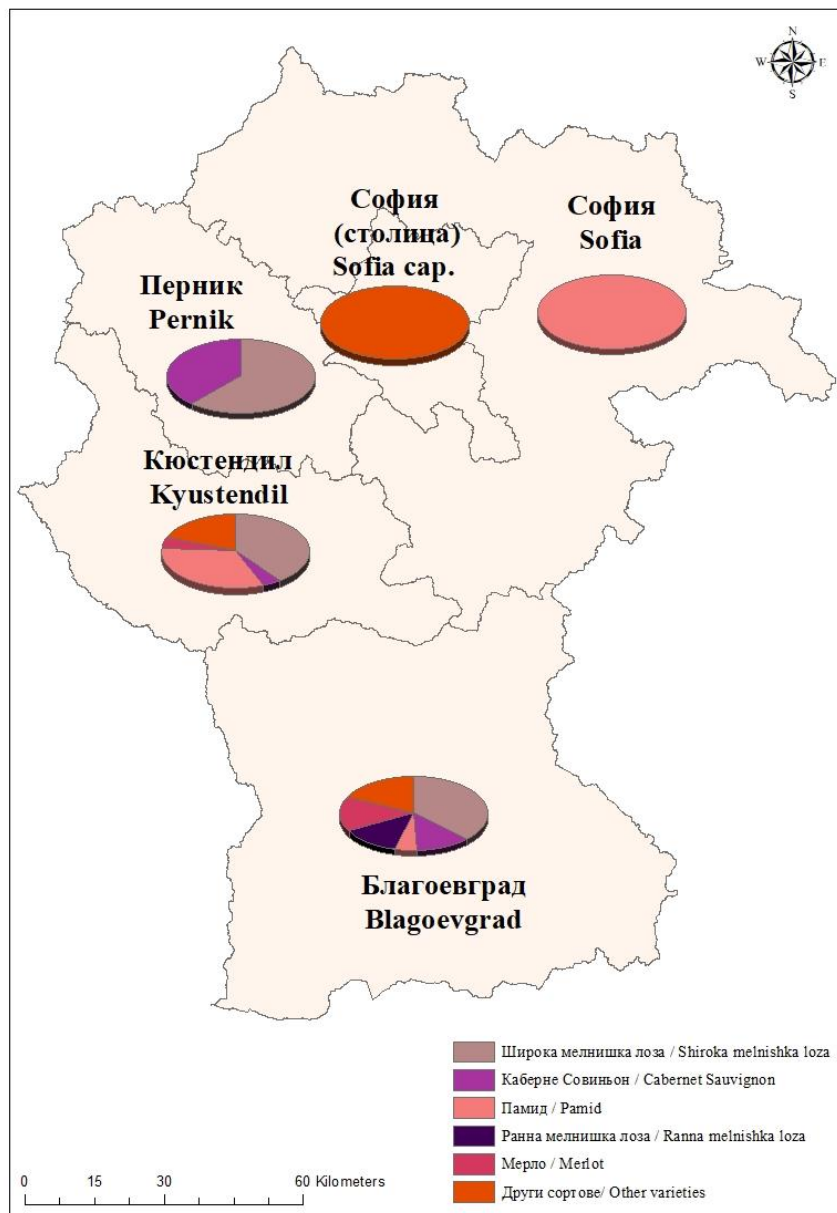 N
W E
S
София
(столица)
Sofia cap.
София
Sofia
Перник
Pernik
Кюстендил
Kyustendil
Благоевград
Blagoevgrad
Широка мелнишка лоза / Shiroka melnishka loza
Каберне Совиньон / Cabernet Sauvignon
Памид / Pamid
Ранна мелнишка лоза / Ranna melnishka loza
Мерло / Merlot
Други сортове/ Other varieties
0 15 30 60 Kilometers